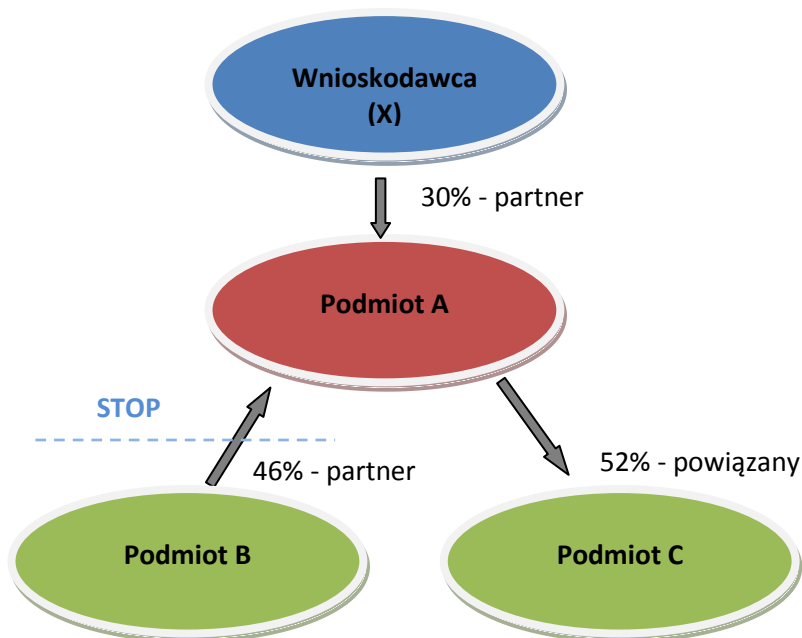 Wnioskodawca
(X)
30% - partner
Podmiot A
STOP
46% - partner
52% - powiązany
Podmiot B
Podmiot C